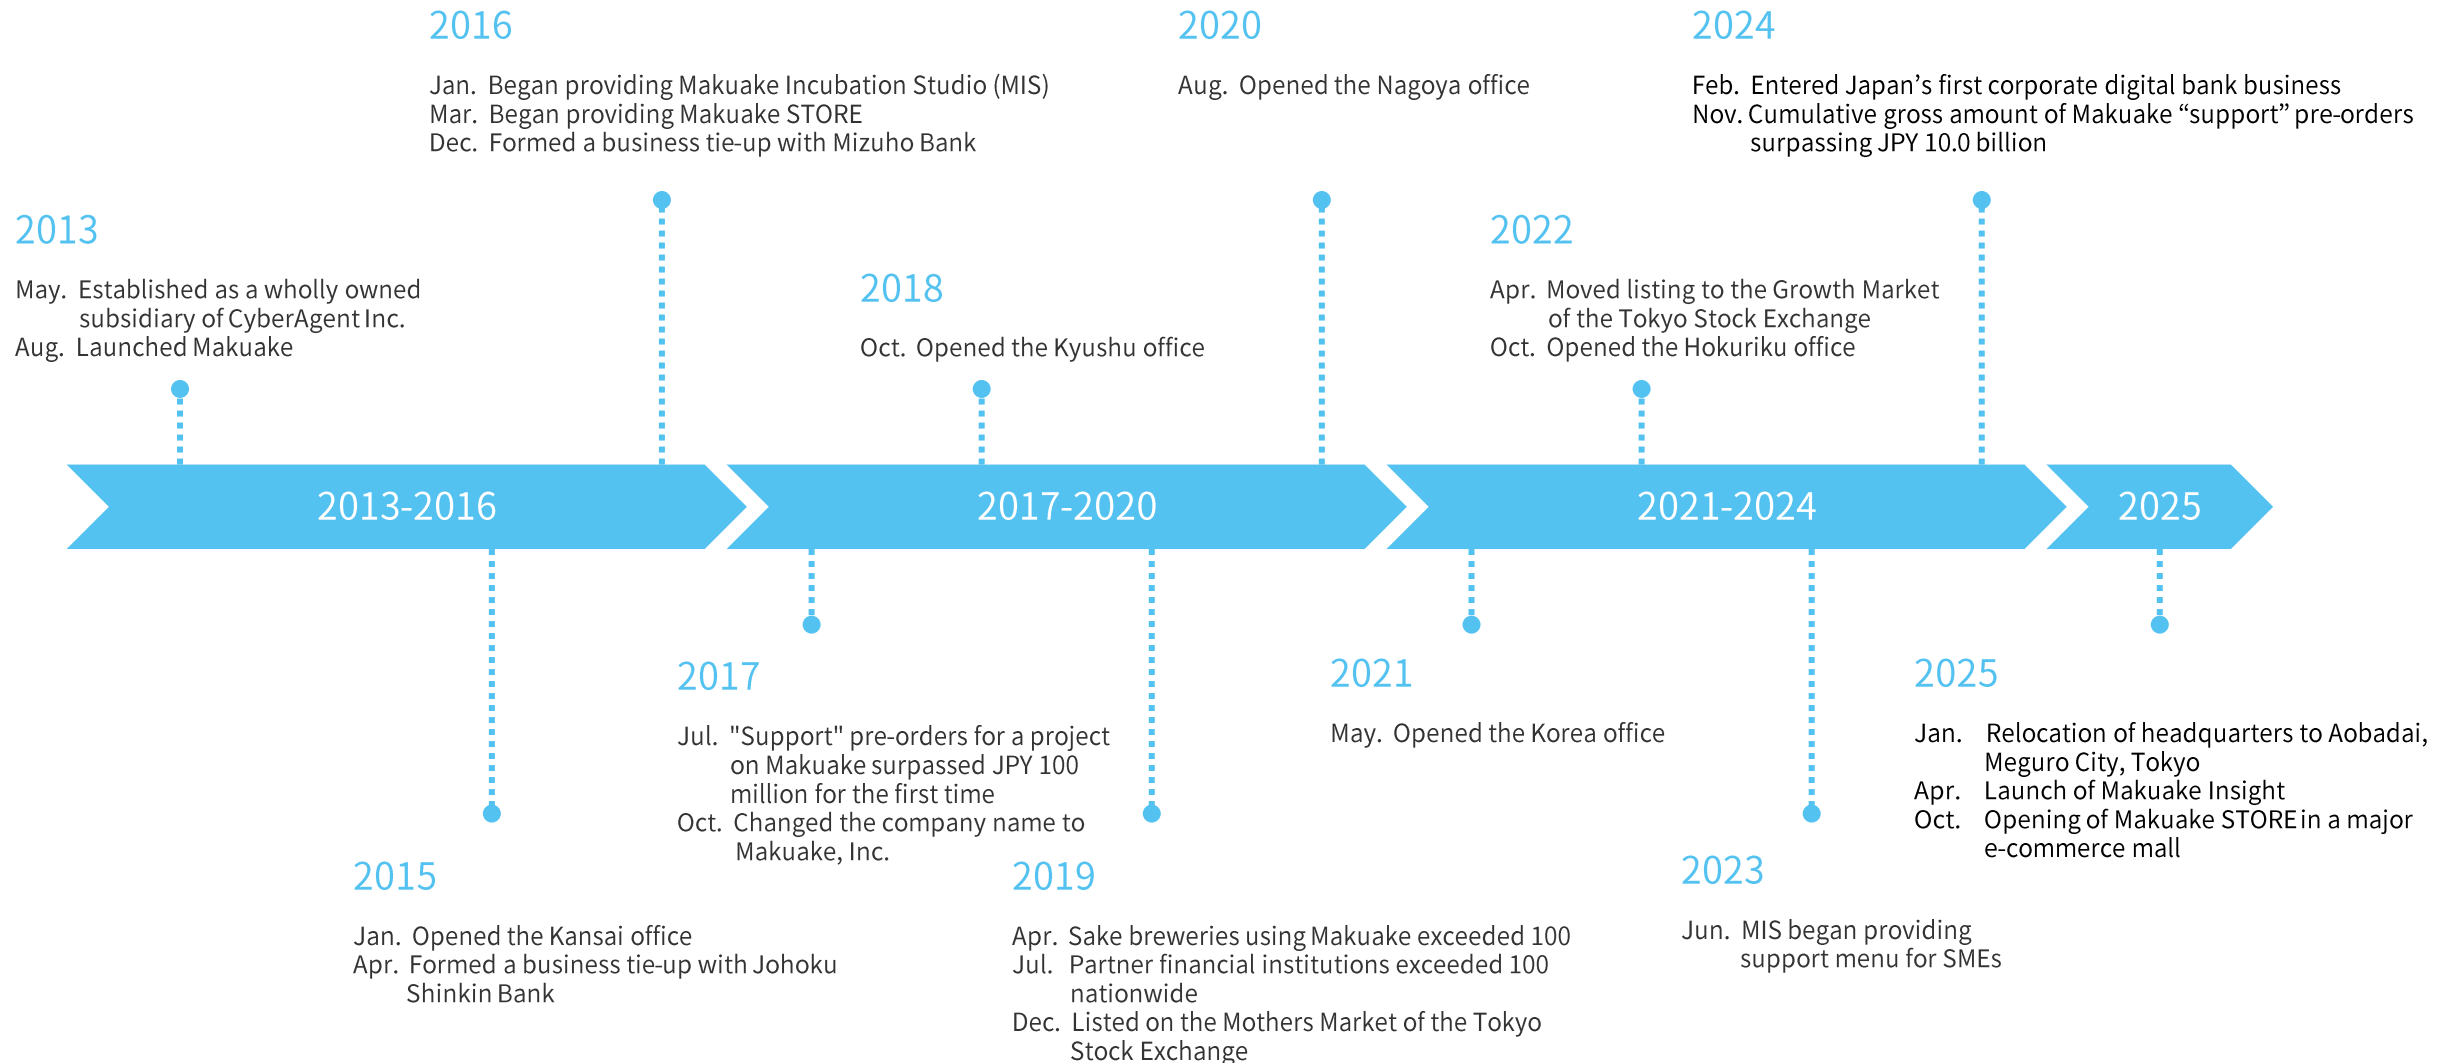 2013
May. Established as a wholly owned
subsidiary of CyberAgent Inc.
Aug. Launched Makuake
2016
Jan. Began providing Makuake Incubation Studio (MIS)
Mar. Began providing Makuake STORE
Dec. Formed a business tie-up with Mizuho Bank
2018
Oct. Opened the Kyushu office
2020
Aug. Opened the Nagoya office
2022
Apr. Moved listing to the Growth Market
of the Tokyo Stock Exchange
Oct. Opened the Hokuriku office
2024
Feb. Entered Japan’s first corporate digital bank business
Nov. Cumulative gross amount of Makuake “support” pre-orders
surpassing JPY 10.0 billion
2013-2016
2017-2020
2021-2024
2025
2015
Jan. Opened the Kansai office
Apr. Formed a business tie-up with Johoku
Shinkin Bank
2017
Jul. "Support" pre-orders for a project
on Makuake surpassed JPY 100
million for the first time
Oct. Changed the company name to
Makuake, Inc.
2019
Apr. Sake breweries using Makuake exceeded 100
Jul. Partner financial institutions exceeded 100
nationwide
Dec. Listed on the Mothers Market of the Tokyo
Stock Exchange
2021
May. Opened the Korea office
2023
Jun. MIS began providing
support menu for SMEs
2025
Jan. Relocation of headquarters to Aobadai,
Meguro City, Tokyo
Apr. Launch of Makuake Insight
Oct. Opening of Makuake STORE in a major
e-commerce mall